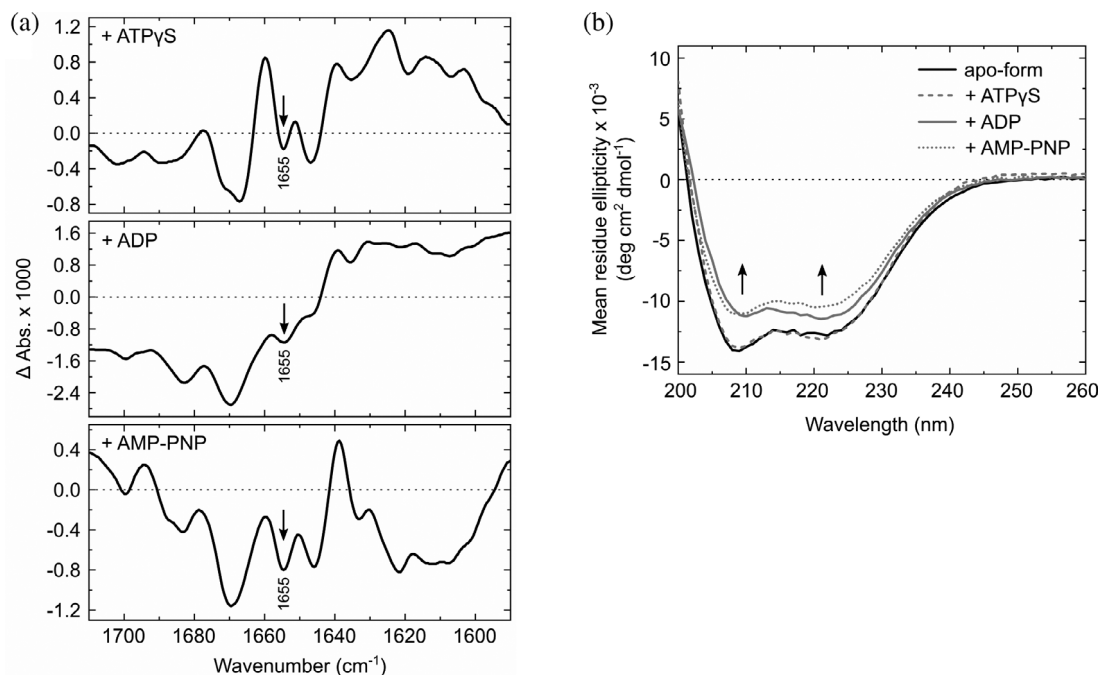 (a)
+ ATPγS
1.2
0.8
0.4
0.0
-0.4
-0.8
1655
+ ADP
1.6
0.8
0.0
-0.8
-1.6
-2.4
1655
Δ Abs. x 1000
+ AMP-PNP
0.4
0.0
-0.4
-0.8
-1.2
1655
1700 1680 1660 1640 1620 1600
Wavenumber (cm⁻¹)
(b)
10
5
0
-5
-10
-15
apo-form
+ ATPγS
+ ADP
+ AMP-PNP
Mean residue ellipticity x 10⁻³
(deg cm² dmol⁻¹)
200 210 220 230 240 250 260
Wavelength (nm)